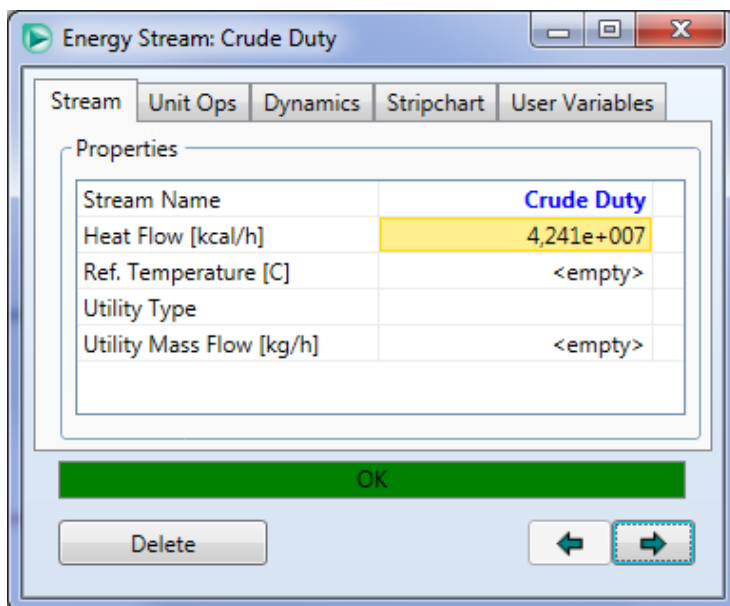 Energy Stream: Crude Duty
Stream Unit Ops Dynamics Stripchart User Variables
Properties
Stream Name Crude Duty
Heat Flow [kcal/h] 4,241e+007
Ref. Temperature [C] <empty>
Utility Type
Utility Mass Flow [kg/h] <empty>
OK
Delete